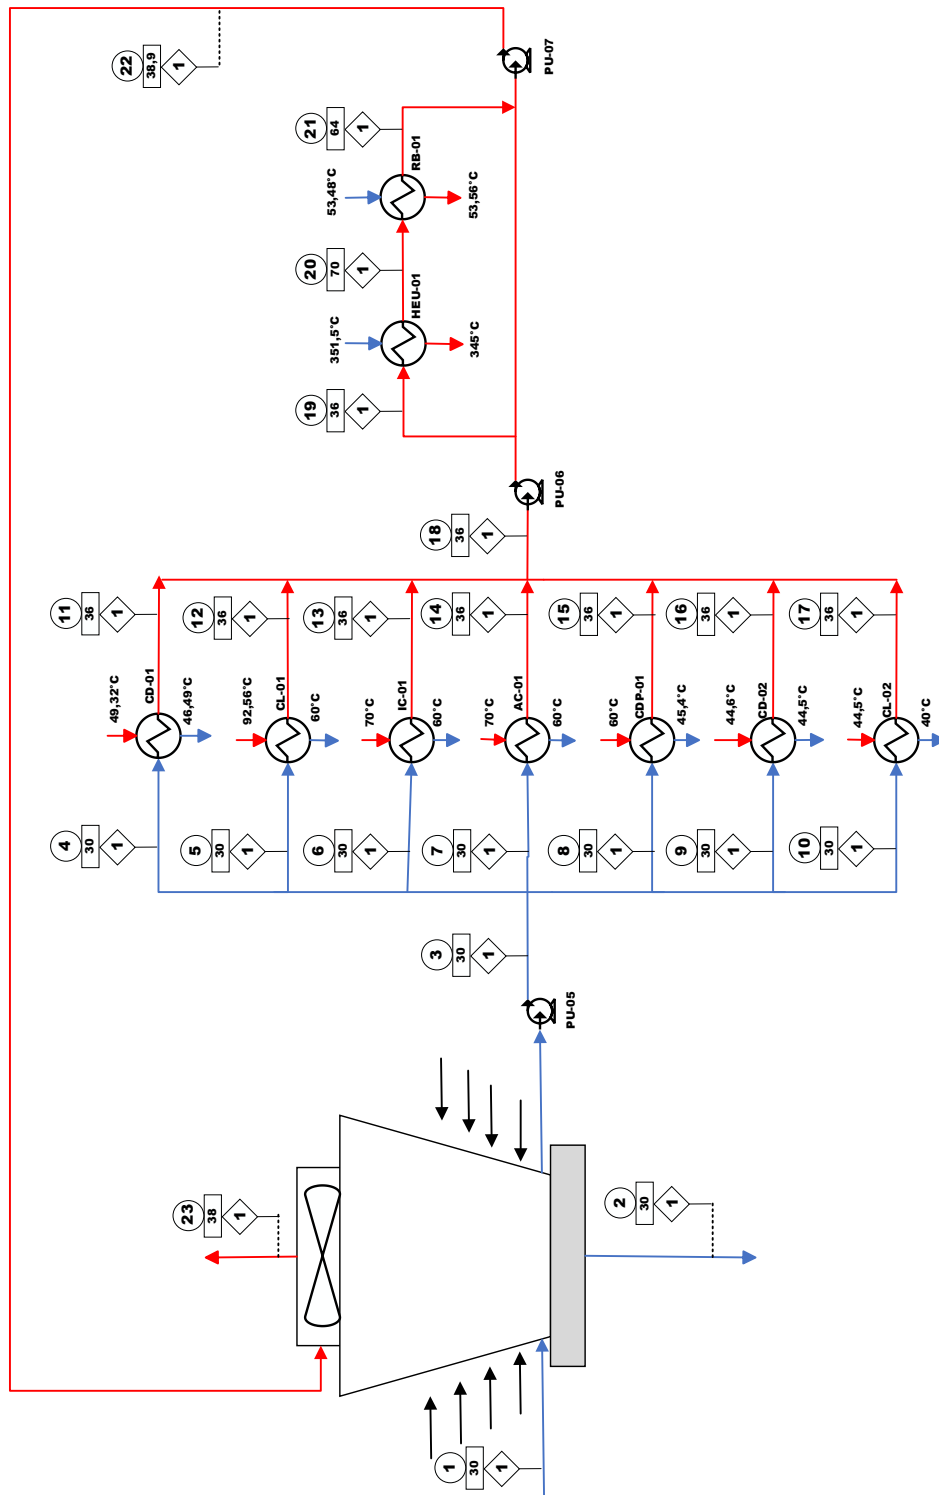 22
38,9
1
PU-07
21
64
1
RB-01
53,48°C
53,56°C
20
70
1
HEU-01
351,5°C
345°C
19
36
1
PU-06
18
36
1
11
36
1
12
36
1
13
36
1
14
36
1
15
36
1
16
36
1
17
36
1
49,32°C
CD-01
46,49°C
92,56°C
CL-01
60°C
70°C
IC-01
60°C
70°C
AC-01
60°C
60°C
CDP-01
45,4°C
44,6°C
CD-02
44,5°C
44,5°C
CL-02
40°C
4
30
1
5
30
1
6
30
1
7
30
1
8
30
1
9
30
1
10
30
1
3
30
1
PU-05
23
38
1
2
30
1
1
30
1